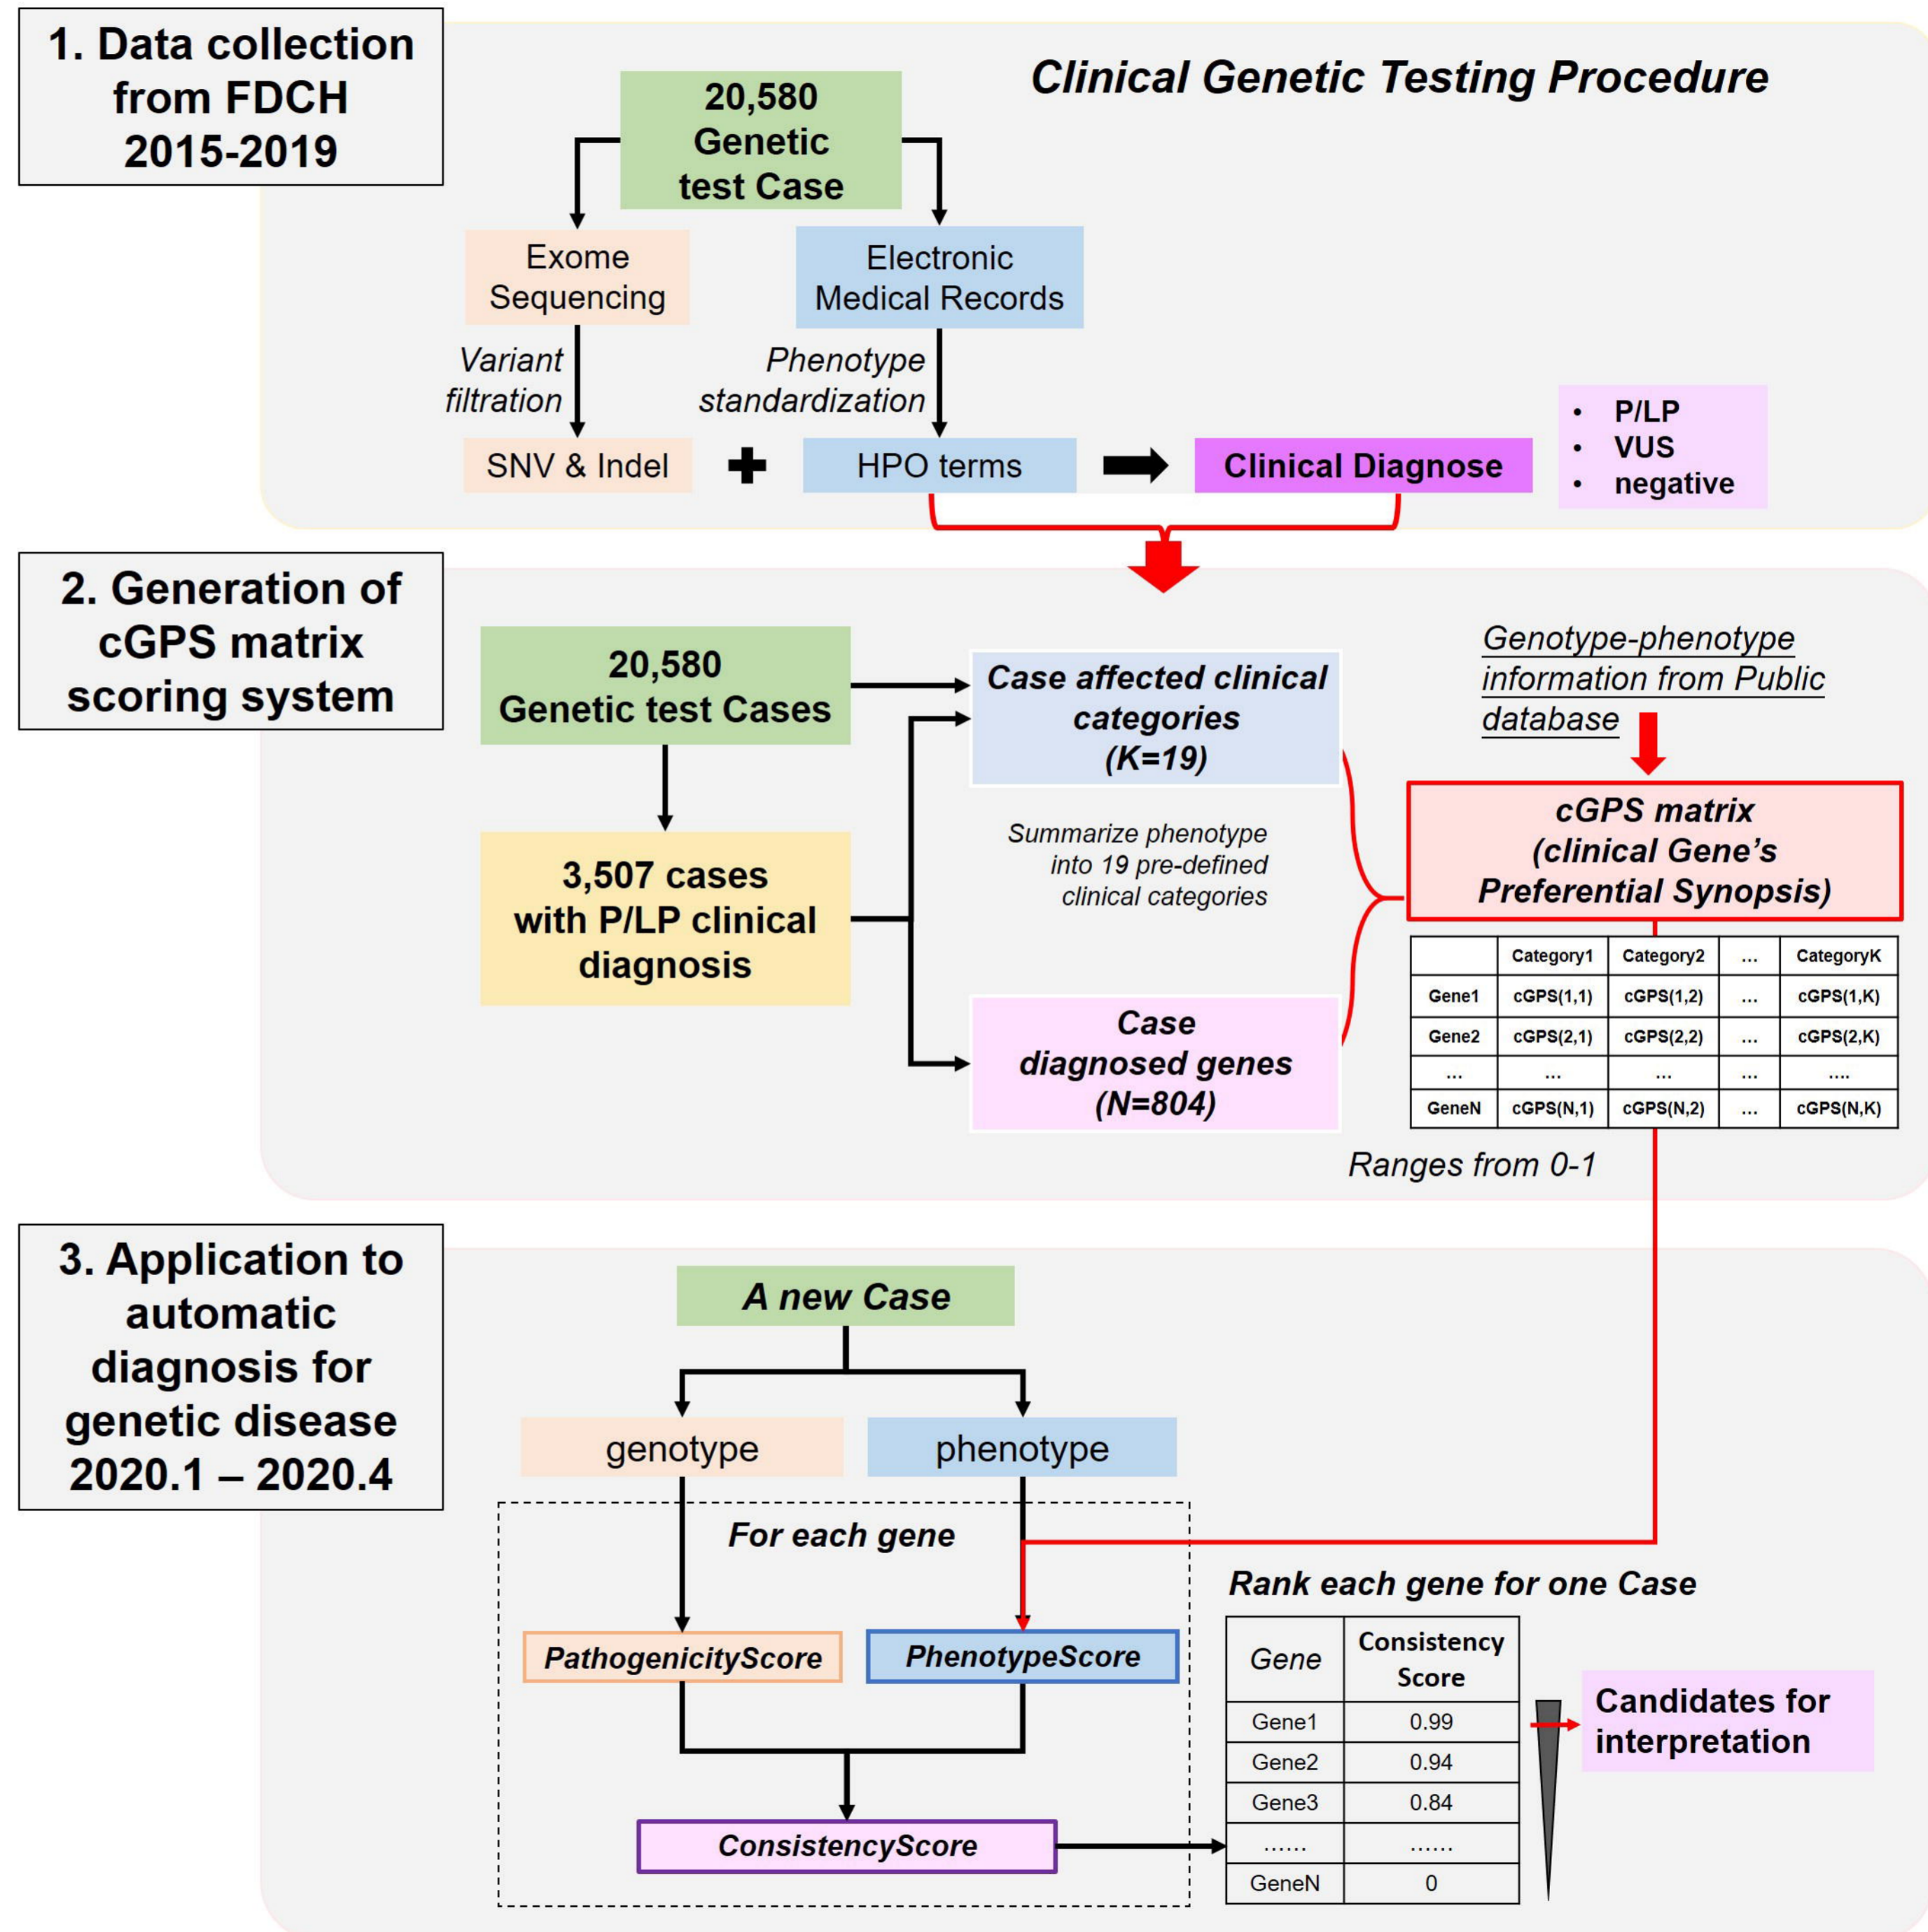 1. Data collection
from FDCH
2015-2019
Clinical Genetic Testing Procedure
20,580
Genetic
test Case
Exome
Sequencing
Electronic
Medical Records
Variant
filtration
Phenotype
standardization
SNV & Indel
HPO terms
Clinical Diagnose
• P/LP
• VUS
• negative
2. Generation of
cGPS matrix
scoring system
20,580
Genetic test Cases
3,507 cases
with P/LP clinical
diagnosis
Case affected clinical
categories
(K=19)
Summarize phenotype
into 19 pre-defined
clinical categories
Case
diagnosed genes
(N=804)
Genotype-phenotype
information from Public
database
cGPS matrix
(clinical Gene's
Preferential Synopsis)
Category1 Category2 ... CategoryK
Gene1 cGPS(1,1) cGPS(1,2) ... cGPS(1,K)
Gene2 cGPS(2,1) cGPS(2,2) ... cGPS(2,K)
... ... ... ... ....
GeneN cGPS(N,1) cGPS(N,2) ... cGPS(N,K)
Ranges from 0-1
3. Application to
automatic
diagnosis for
genetic disease
2020.1 – 2020.4
A new Case
genotype
phenotype
For each gene
PathogenicityScore
PhenotypeScore
ConsistencyScore
Rank each gene for one Case
Gene Consistency
Score
Gene1 0.99
Gene2 0.94
Gene3 0.84
...... ......
GeneN 0
Candidates for
interpretation